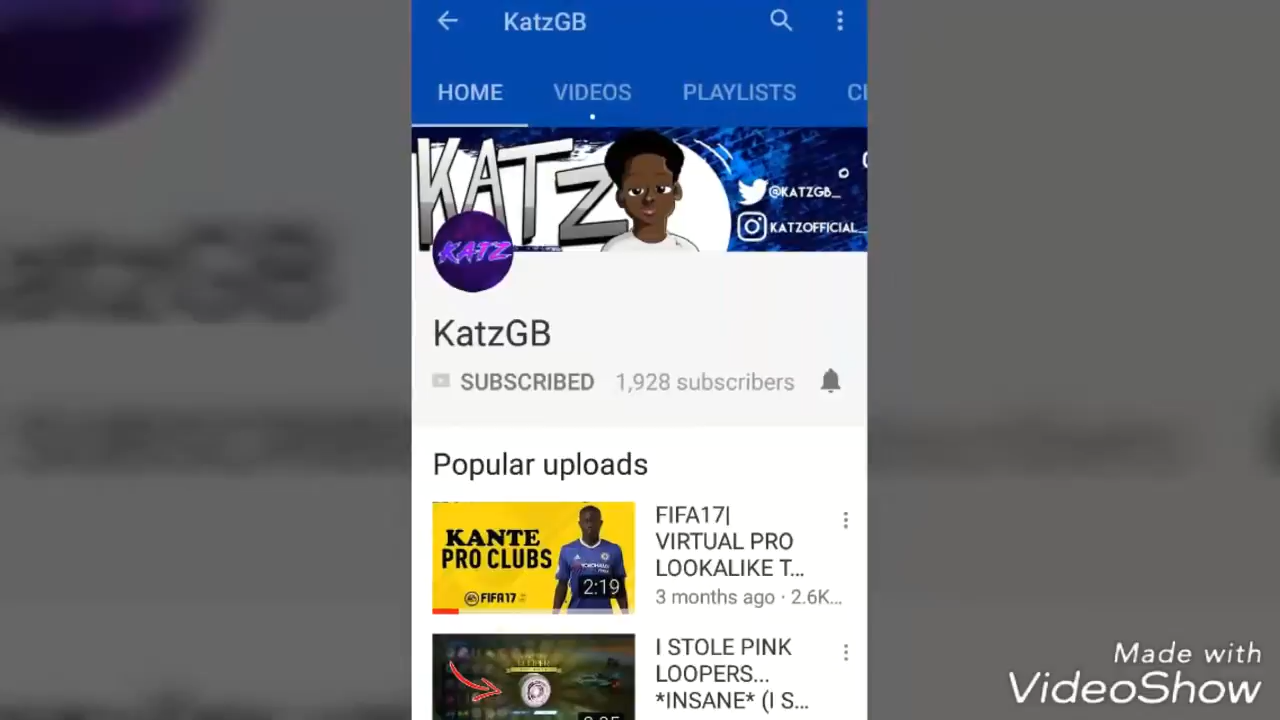 KatzGB
HOME VIDEOS PLAYLISTS
KATZ
@KATZGB_
KATZOFFICIAL_
KATZ
KatzGB
SUBSCRIBED 1,928 subscribers
Popular uploads
KANTE
PRO CLUBS
FIFA17
2:19
FIFA17|
VIRTUAL PRO
LOOKALIKE T...
3 months ago · 2.6K...
I STOLE PINK
LOOPERS...
*INSANE* (I S...
Made with
VideoShow